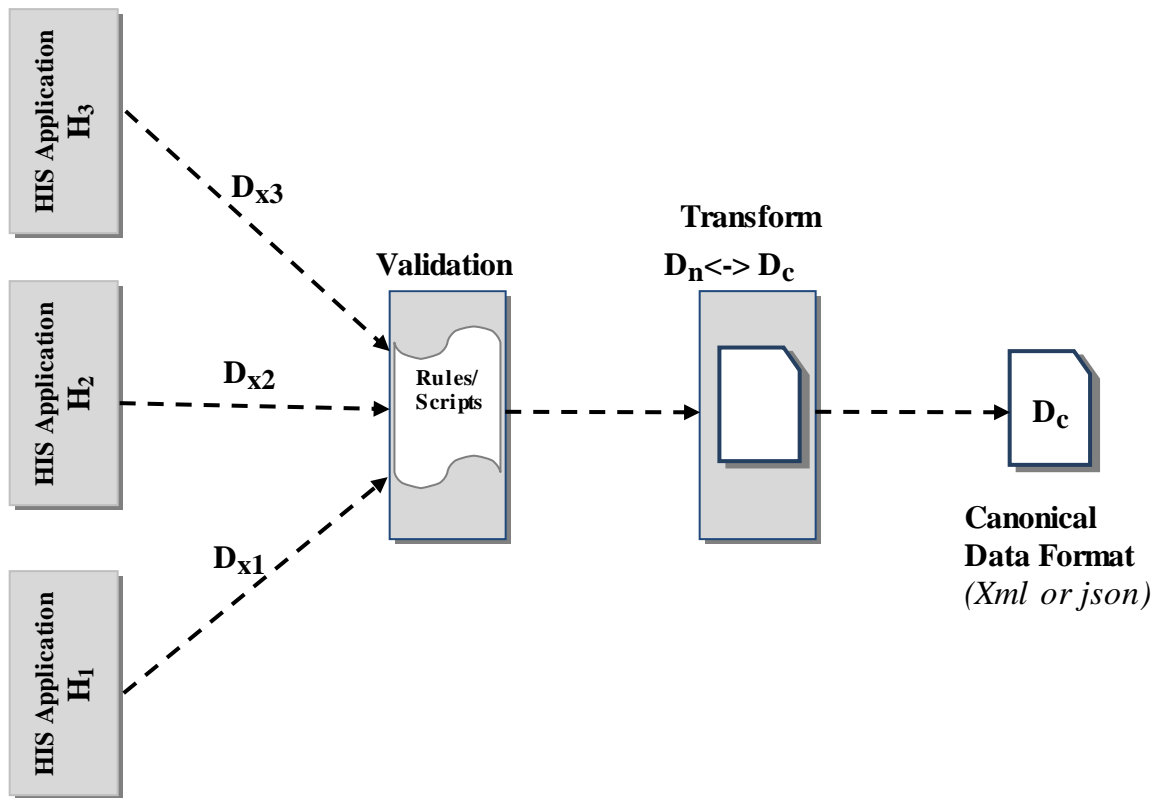 HIS Application
H3
Dx3
HIS Application
H2
Dx2
HIS Application
H1
Dx1
Validation
Rules/
Scripts
Transform
Dn<-> Dc
Dc
Canonical
Data Format
(Xml or json)